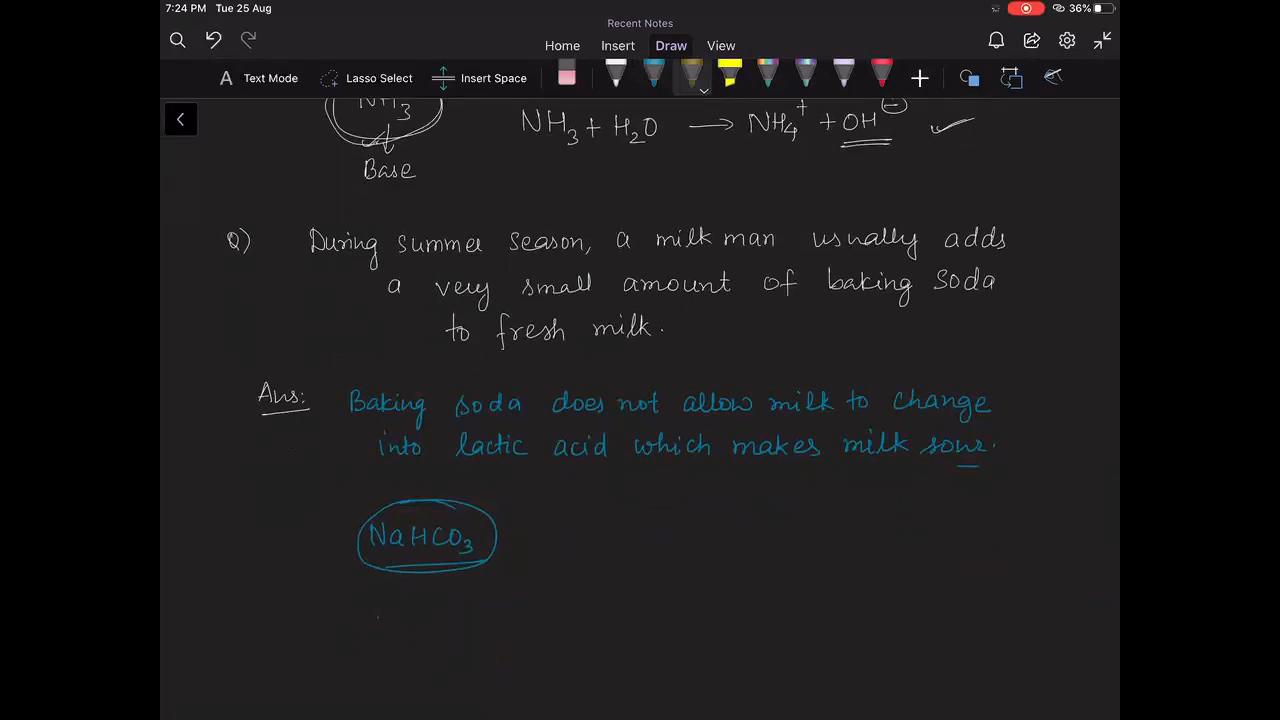 7:24 PM Tue 25 Aug
36%
Recent Notes
Home Insert Draw View
A Text Mode Lasso Select Insert Space
NH3
NH3 + H2O → NH4+ + OH⊖ ✓
Base
Q) During summer season, a milk man usually adds
a very small amount of baking soda
to fresh milk.
Ans: Baking soda does not allow milk to change
into lactic acid which makes milk sour.
NaHCO3